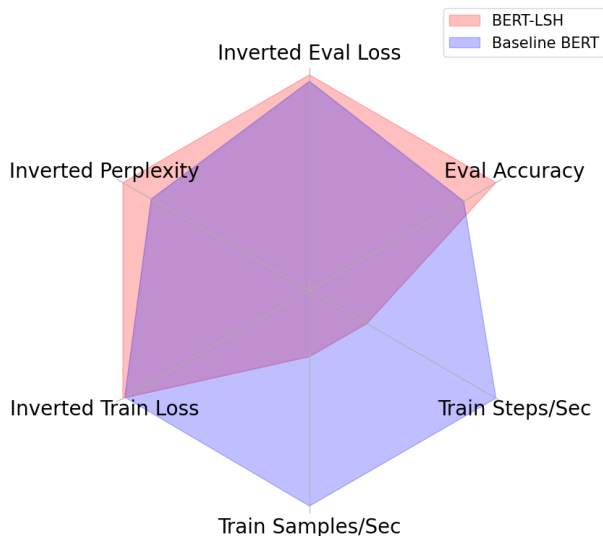 BERT-LSH
Baseline BERT
Inverted Eval Loss
Inverted Perplexity
Eval Accuracy
Inverted Train Loss
Train Steps/Sec
Train Samples/Sec